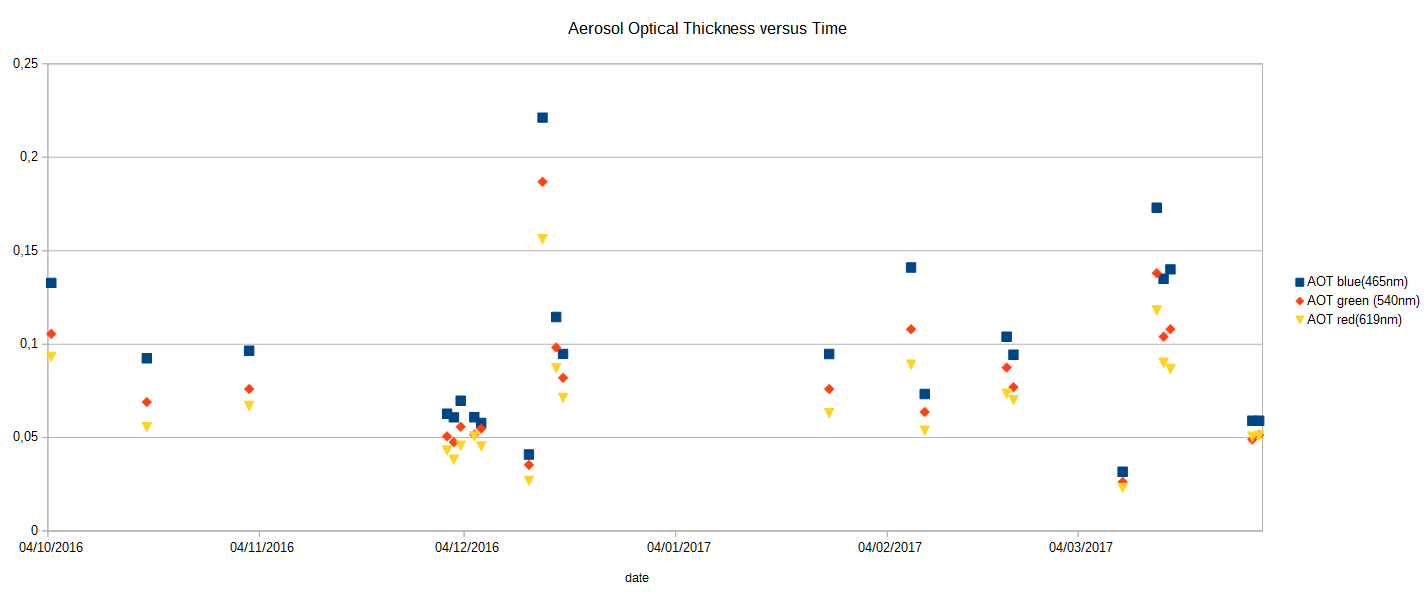 Aerosol Optical Thickness versus Time
0,25
0,2
0,15
0,1
0,05
0
04/10/2016 04/11/2016 04/12/2016 04/01/2017 04/02/2017 04/03/2017
date
AOT blue(465nm)
AOT green (540nm)
AOT red(619nm)